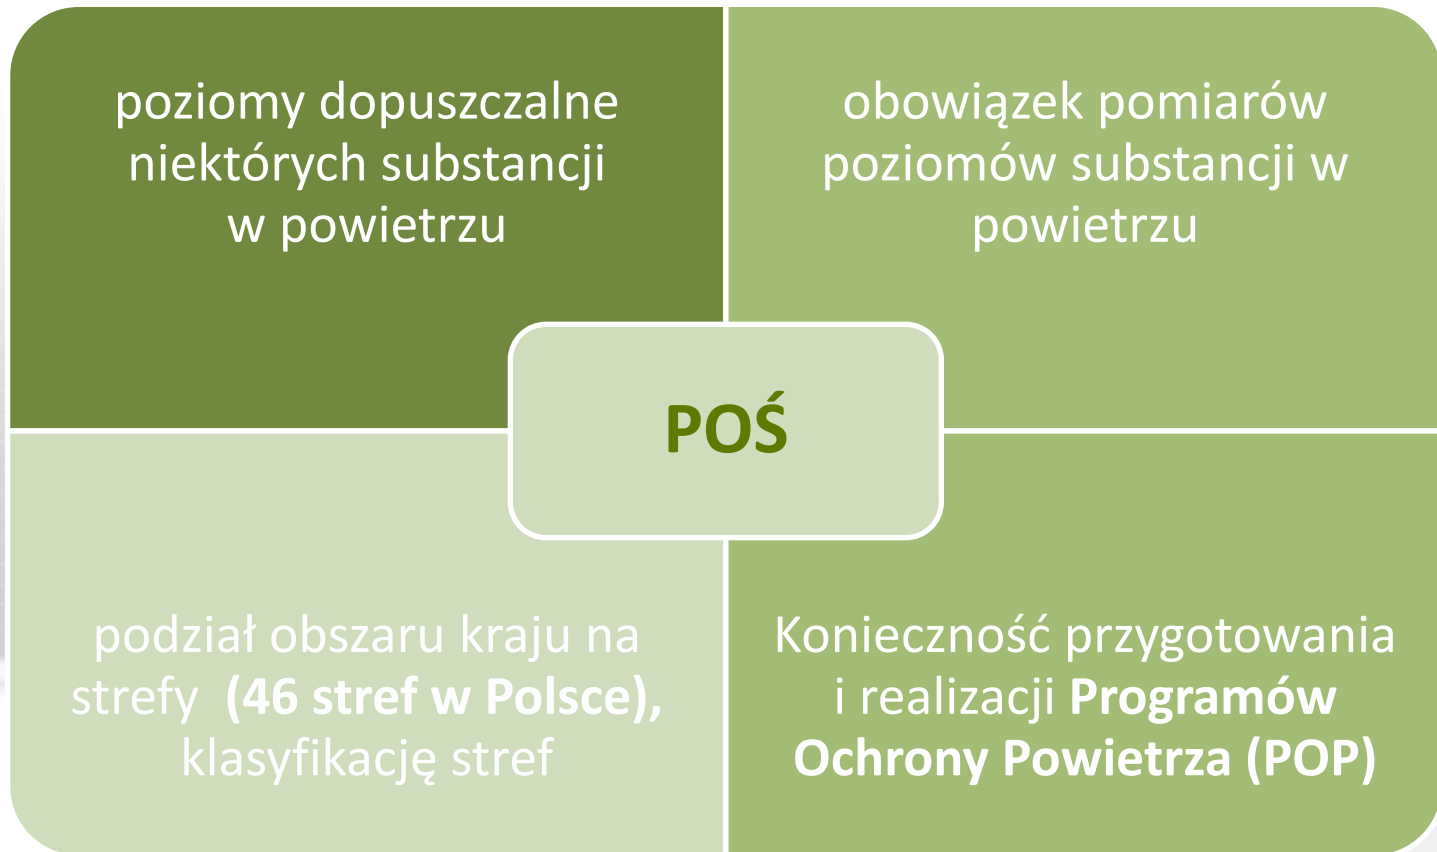 poziomy dopuszczalne
niektórych substancji
w powietrzu
obowiązek pomiarów
poziomów substancji w
powietrzu
POŚ
podział obszaru kraju na
strefy (46 stref w Polsce),
klasyfikację stref
Konieczność przygotowania
i realizacji Programów
Ochrony Powietrza (POP)